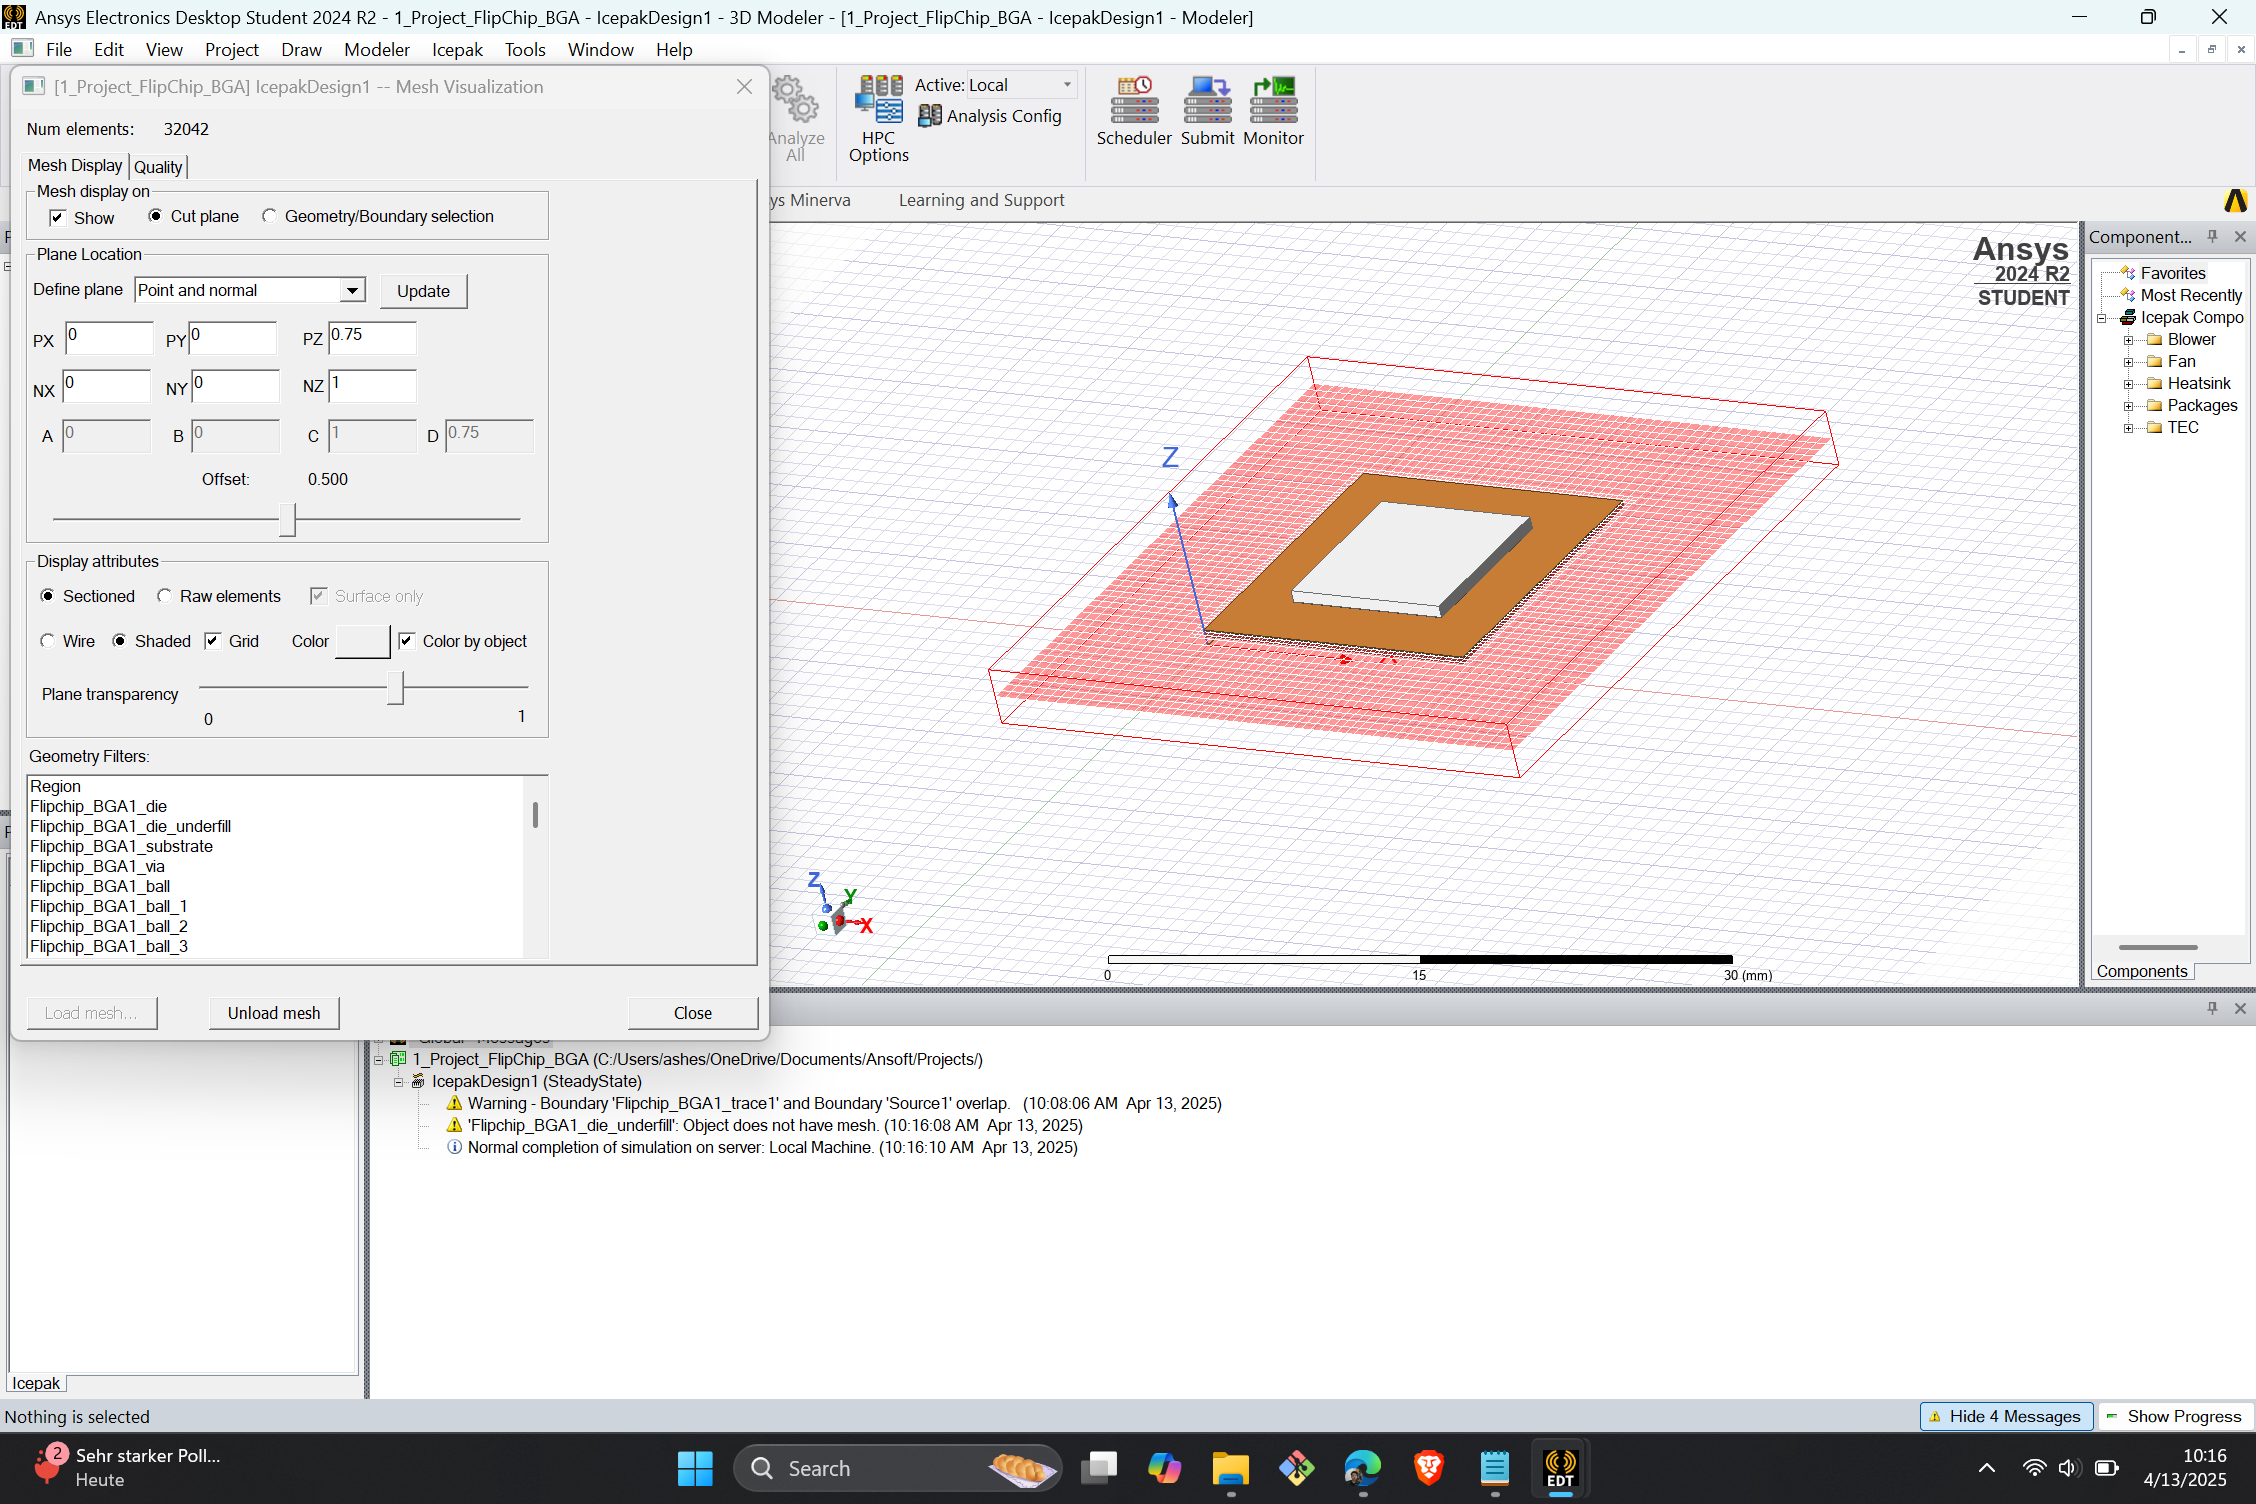 Ansys Electronics Desktop Student 2024 R2 - 1_Project_FlipChip_BGA - IcepakDesign1 - 3D Modeler - [1_Project_FlipChip_BGA - IcepakDesign1 - Modeler]
File Edit View Project Draw Modeler Icepak Tools Window Help
[1_Project_FlipChip_BGA] IcepakDesign1 -- Mesh Visualization
Num elements: 32042
Mesh Display Quality
Mesh display on
Show Cut plane Geometry/Boundary selection
Plane Location
Define plane Point and normal Update
PX 0 PY 0 PZ 0.75
NX 0 NY 0 NZ 1
A 0 B 0 C 1 D 0.75
Offset: 0.500
Display attributes
Sectioned Raw elements Surface only
Wire Shaded Grid Color Color by object
Plane transparency
0 1
Geometry Filters:
Region
Flipchip_BGA1_die
Flipchip_BGA1_die_underfill
Flipchip_BGA1_substrate
Flipchip_BGA1_via
Flipchip_BGA1_ball
Flipchip_BGA1_ball_1
Flipchip_BGA1_ball_2
Flipchip_BGA1_ball_3
Load mesh... Unload mesh Close
Analyze
All
HPC
Options
Active: Local
Analysis Config
Scheduler Submit Monitor
ys Minerva Learning and Support
Ansys
2024 R2
STUDENT
Z
Z Y X
0 15 30 (mm)
Component...
Favorites
Most Recently
Icepak Compo
Blower
Fan
Heatsink
Packages
TEC
Components
1_Project_FlipChip_BGA (C:/Users/ashes/OneDrive/Documents/Ansoft/Projects/)
IcepakDesign1 (SteadyState)
Warning - Boundary 'Flipchip_BGA1_trace1' and Boundary 'Source1' overlap. (10:08:06 AM Apr 13, 2025)
'Flipchip_BGA1_die_underfill': Object does not have mesh. (10:16:08 AM Apr 13, 2025)
Normal completion of simulation on server: Local Machine. (10:16:10 AM Apr 13, 2025)
Icepak
Nothing is selected
Hide 4 Messages Show Progress
2
Sehr starker Poll...
Heute
Search
EDT
10:16
4/13/2025